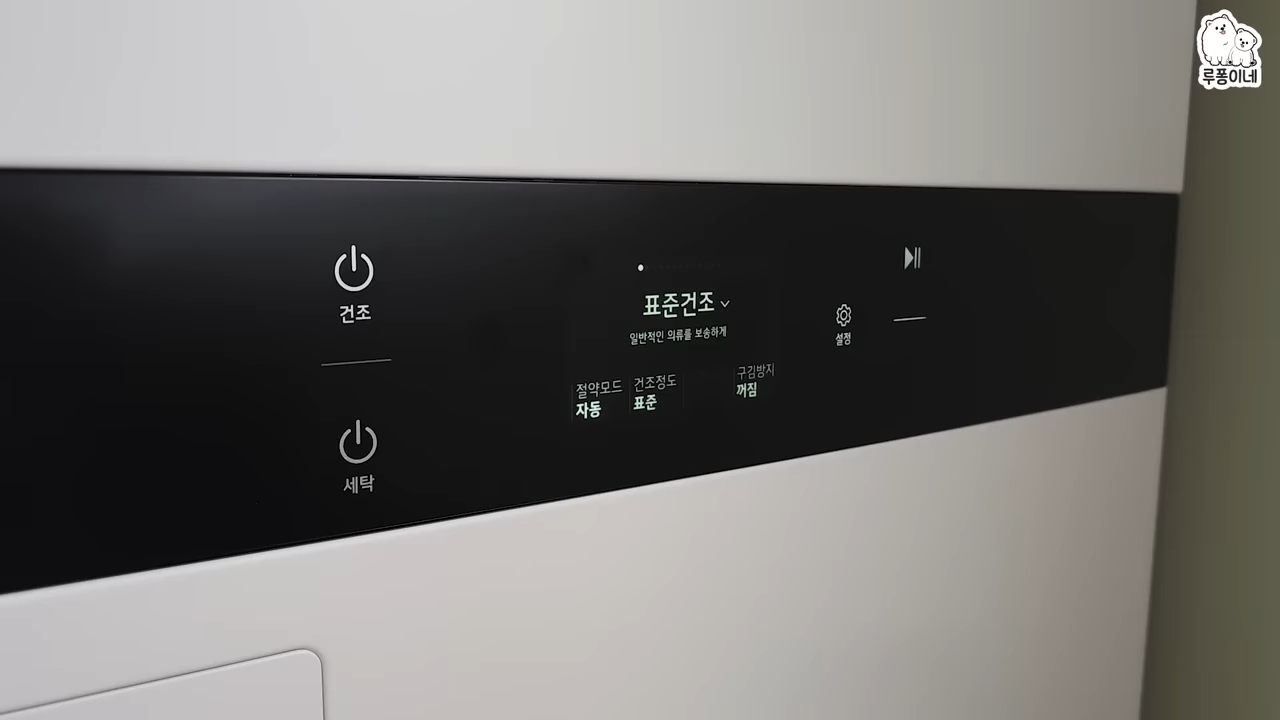 루퐁이네
건조
표준건조
일반적인 의류를 보송하게
설정
절약모드 건조정도 구김방지
자동 표준 꺼짐
세탁